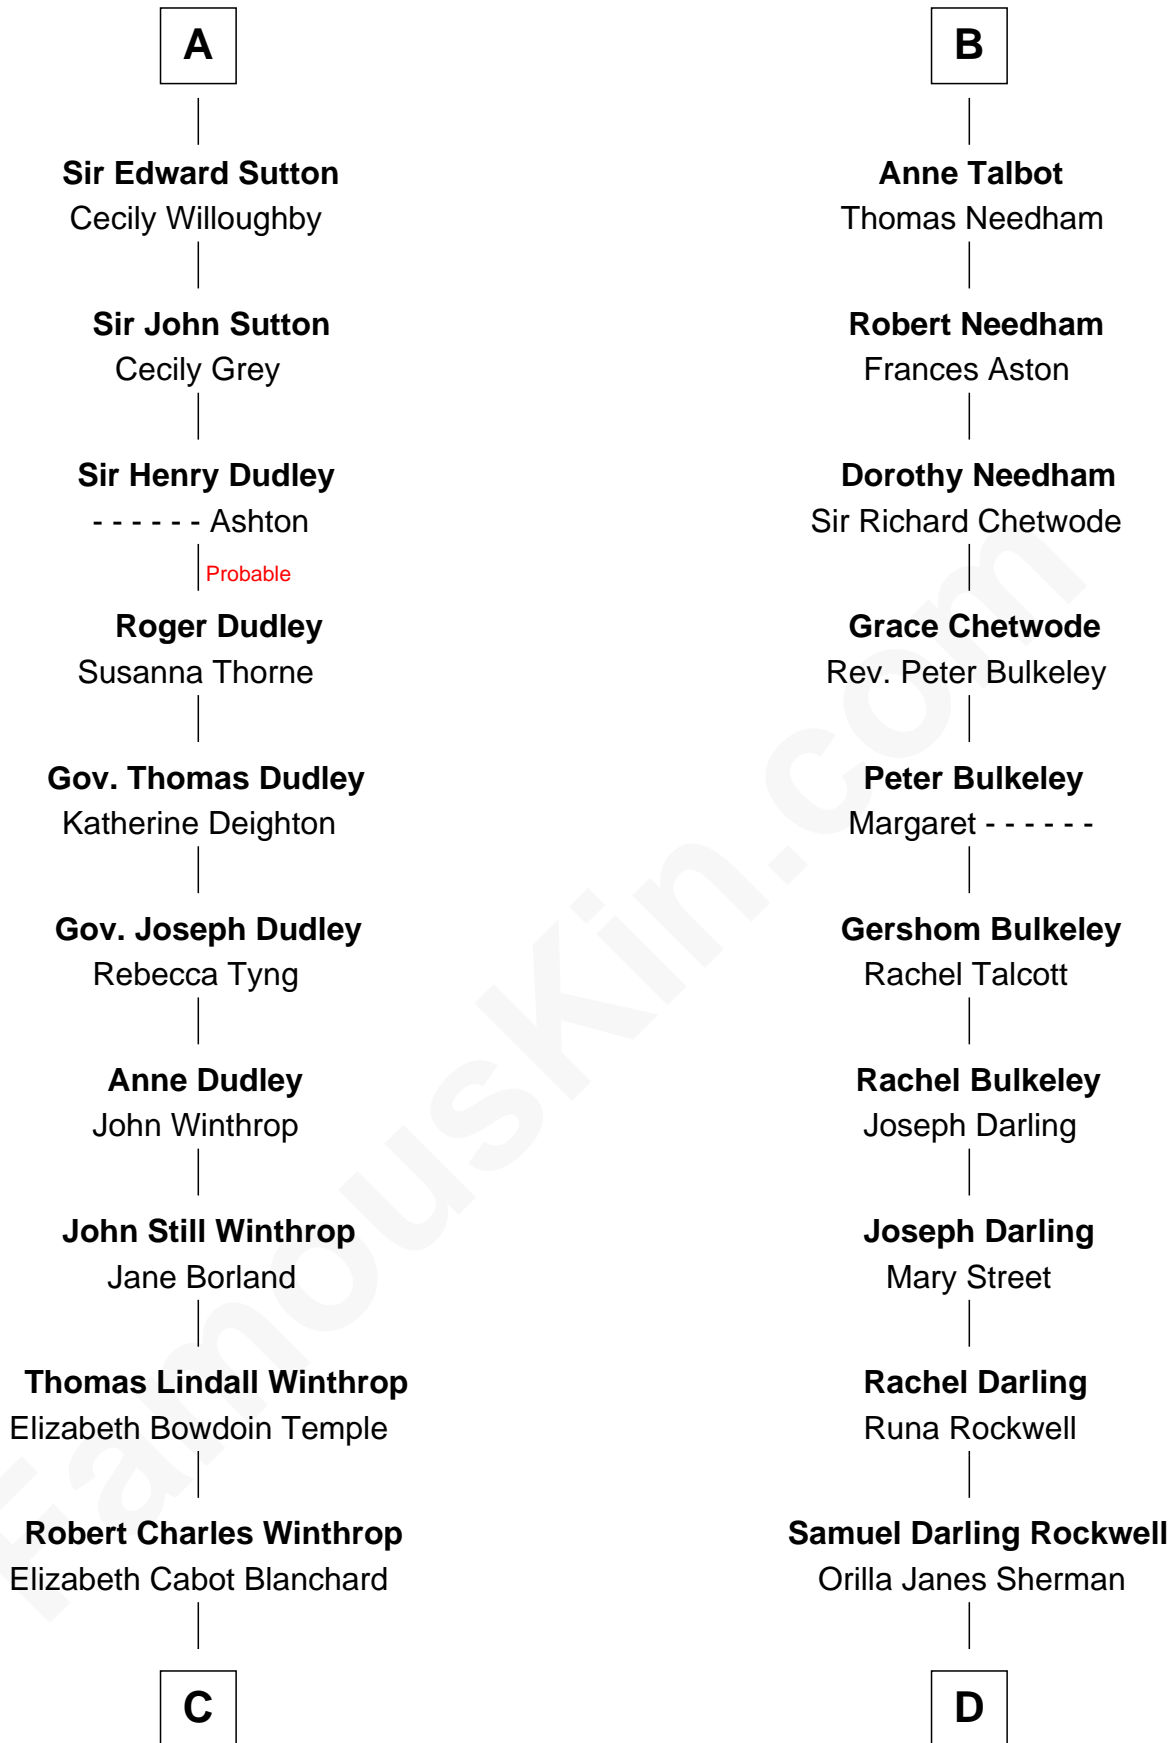 A
Sir Edward Sutton
Cecily Willoughby
Sir John Sutton
Cecily Grey
Sir Henry Dudley
- - - - - - Ashton
Probable
Roger Dudley
Susanna Thorne
Gov. Thomas Dudley
Katherine Deighton
Gov. Joseph Dudley
Rebecca Tyng
Anne Dudley
John Winthrop
John Still Winthrop
Jane Borland
Thomas Lindall Winthrop
Elizabeth Bowdoin Temple
Robert Charles Winthrop
Elizabeth Cabot Blanchard
C
B
Anne Talbot
Thomas Needham
Robert Needham
Frances Aston
Dorothy Needham
Sir Richard Chetwode
Grace Chetwode
Rev. Peter Bulkeley
Peter Bulkeley
Margaret - - - - - -
Gershom Bulkeley
Rachel Talcott
Rachel Bulkeley
Joseph Darling
Joseph Darling
Mary Street
Rachel Darling
Runa Rockwell
Samuel Darling Rockwell
Orilla Janes Sherman
D
FamousKin.com